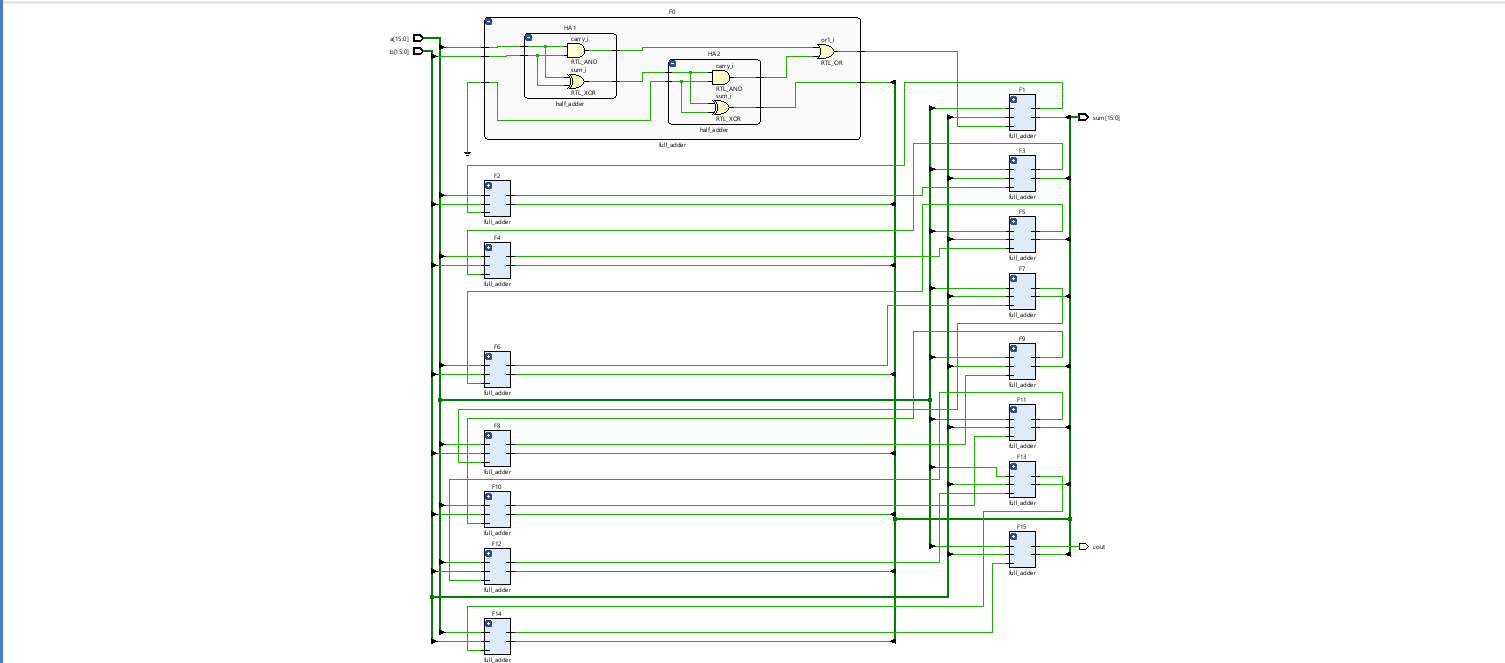 F0
a[15:0]
b[15:0]
HA1
carry_i
RTL_AND
sum_i
RTL_XOR
half_adder
HA2
carry_i
RTL_AND
sum_i
RTL_XOR
half_adder
or1_i
RTL_OR
full_adder
F1
full_adder
sum[15:0]
F3
full_adder
F2
full_adder
F5
full_adder
F4
full_adder
F7
full_adder
F6
full_adder
F9
full_adder
F11
full_adder
F8
full_adder
F13
full_adder
F10
full_adder
F15
full_adder
cout
F12
full_adder
F14
full_adder